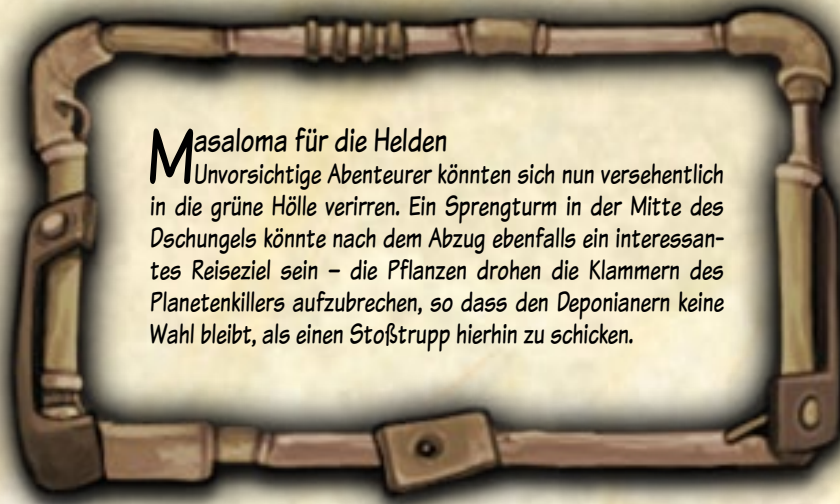 Masaloma für die Helden
Unvorsichtige Abenteurer könnten sich nun versehentlich
in die grüne Hölle verirren. Ein Sprengturm in der Mitte des
Dschungels könnte nach dem Abzug ebenfalls ein interessan-
tes Reiseziel sein – die Pflanzen drohen die Klammern des
Planetenkillers aufzubrechen, so dass den Deponianern keine
Wahl bleibt, als einen Stoßtrupp hierhin zu schicken.